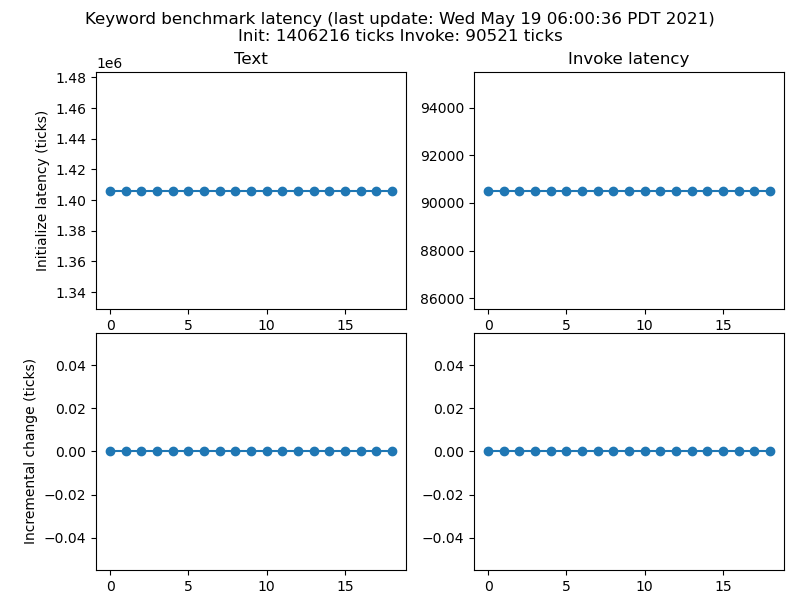 Keyword benchmark latency (last update: Wed May 19 06:00:36 PDT 2021)
Init: 1406216 ticks Invoke: 90521 ticks
Text
1e6
Initialize latency (ticks)
1.48
1.46
1.44
1.42
1.40
1.38
1.36
1.34
0 5 10 15
Invoke latency
94000
92000
90000
88000
86000
0 5 10 15
Incremental change (ticks)
0.04
0.02
0.00
−0.02
−0.04
0 5 10 15
0.04
0.02
0.00
−0.02
−0.04
0 5 10 15